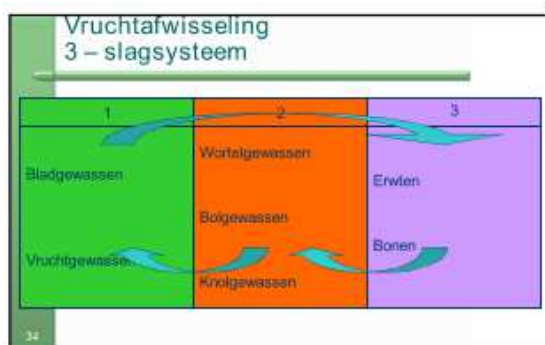 Vruchtafwisseling
3 – slagsysteem
1
2
3
Bladgewassen
Vruchtgewassen
Wortelgewassen
Bolgewassen
Knolgewassen
Erwten
Bonen
34